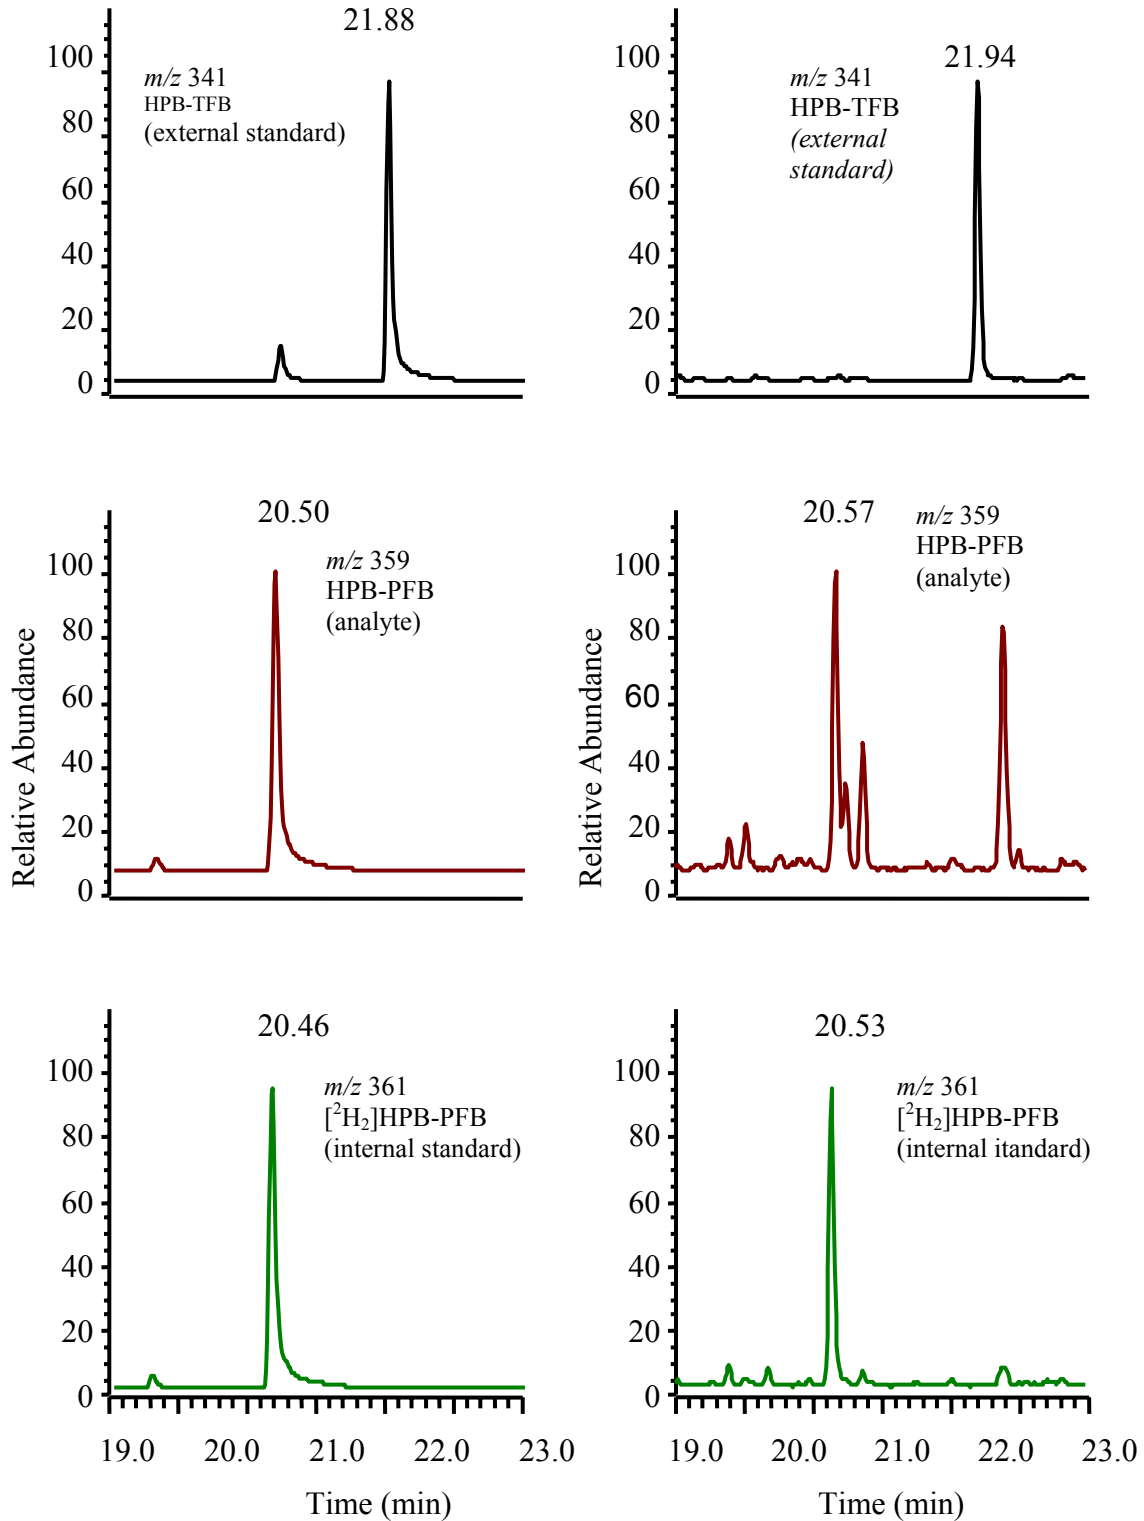 21.88
100
80
60
40
20
0
m/z 341
HPB-TFB
(external standard)
21.94
100
80
60
40
20
0
m/z 341
HPB-TFB
(external
standard)
20.50
100
80
60
40
20
0
m/z 359
HPB-PFB
(analyte)
Relative Abundance
20.57
100
80
60
40
20
0
m/z 359
HPB-PFB
(analyte)
Relative Abundance
20.46
100
80
60
40
20
0
m/z 361
[²H₂]HPB-PFB
(internal standard)
19.0 20.0 21.0 22.0 23.0
Time (min)
20.53
100
80
60
40
20
0
m/z 361
[²H₂]HPB-PFB
(internal itandard)
19.0 20.0 21.0 22.0 23.0
Time (min)